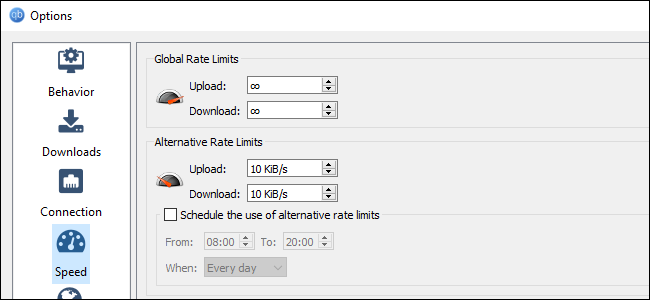 qb Options
Behavior
Downloads
Connection
Speed
Global Rate Limits
Upload: ∞
Download: ∞
Alternative Rate Limits
Upload: 10 KiB/s
Download: 10 KiB/s
Schedule the use of alternative rate limits
From: 08:00 To: 20:00
When: Every day